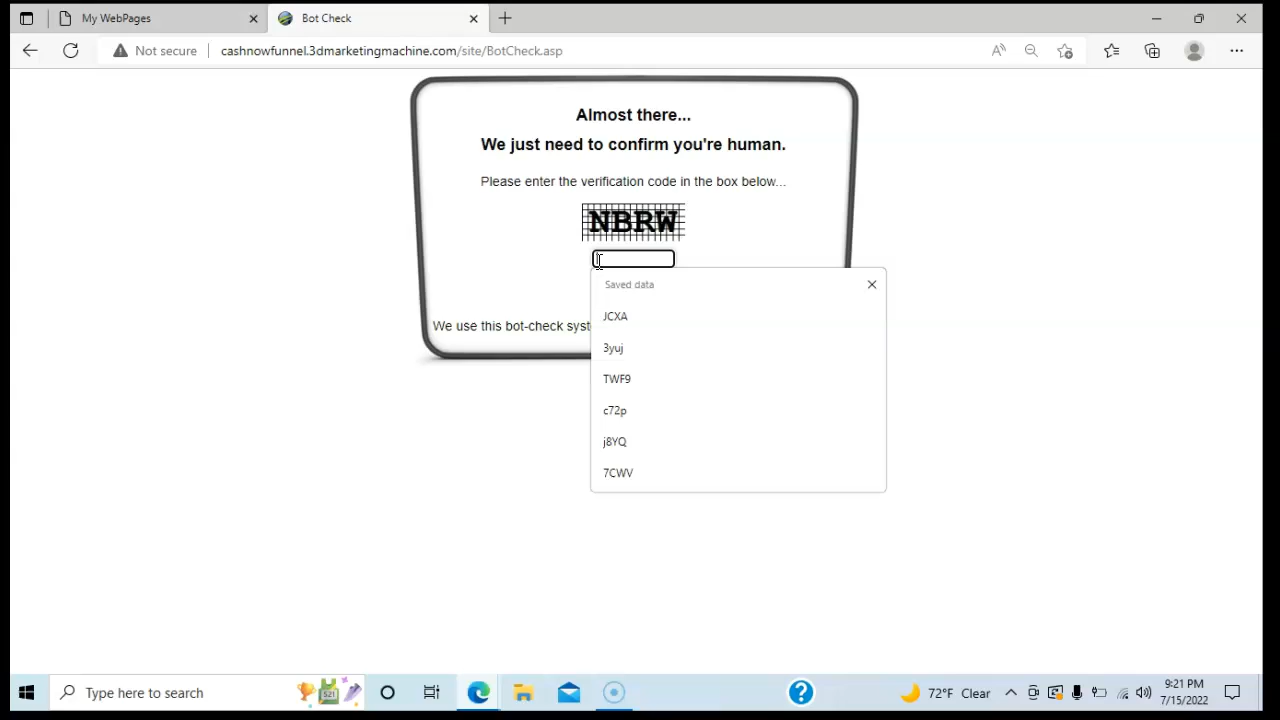 My WebPages
Bot Check
Not secure
cashnowfunnel.3dmarketingmachine.com/site/BotCheck.asp
Almost there...
We just need to confirm you're human.
Please enter the verification code in the box below...
NBRW
Saved data
JCXA
We use this bot-check syst
3yuj
TWF9
c72p
j8YQ
7CWV
Type here to search
521
72°F Clear
9:21 PM
7/15/2022